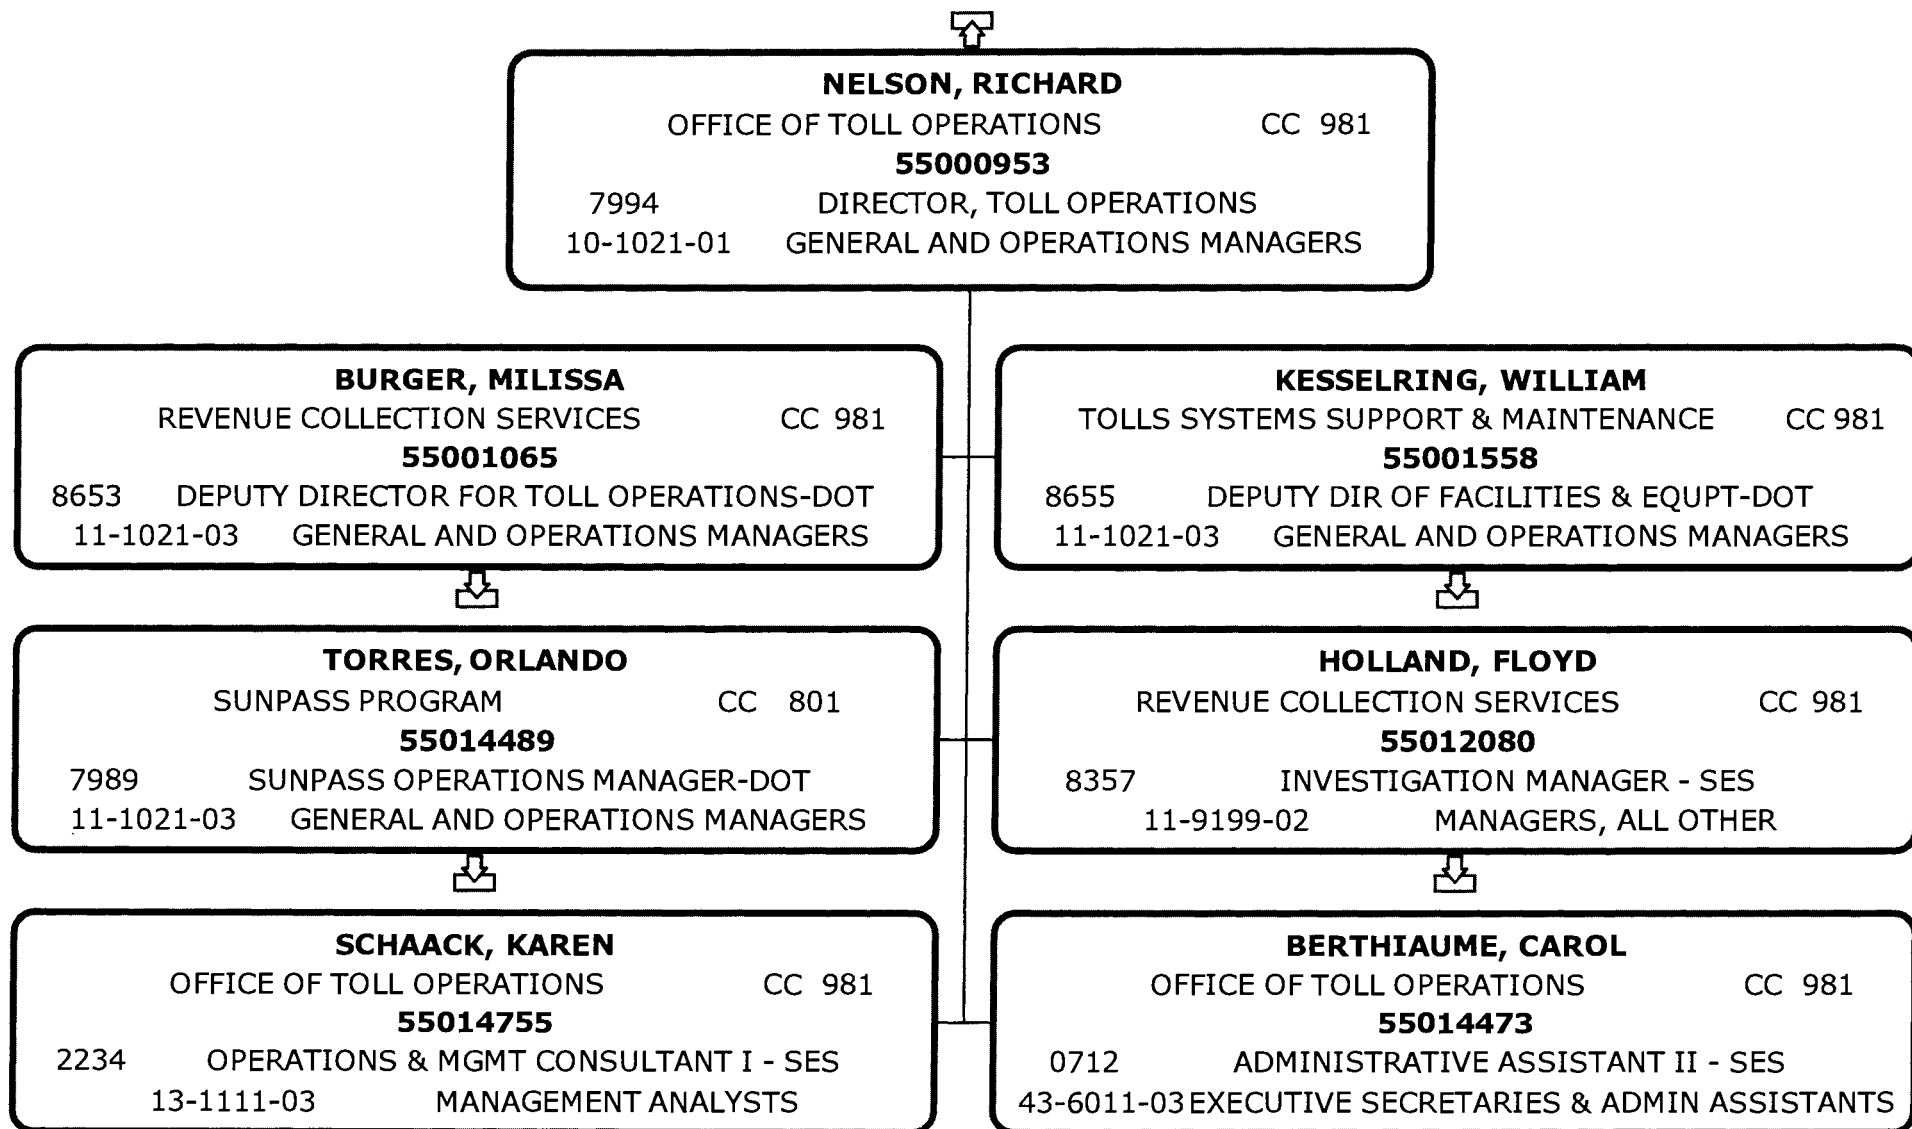 NELSON, RICHARD
OFFICE OF TOLL OPERATIONS CC 981
55000953
7994 DIRECTOR, TOLL OPERATIONS
10-1021-01 GENERAL AND OPERATIONS MANAGERS
BURGER, MILISSA
REVENUE COLLECTION SERVICES CC 981
55001065
8653 DEPUTY DIRECTOR FOR TOLL OPERATIONS-DOT
11-1021-03 GENERAL AND OPERATIONS MANAGERS
KESSELRING, WILLIAM
TOLLS SYSTEMS SUPPORT & MAINTENANCE CC 981
55001558
8655 DEPUTY DIR OF FACILITIES & EQUPT-DOT
11-1021-03 GENERAL AND OPERATIONS MANAGERS
TORRES, ORLANDO
SUNPASS PROGRAM CC 801
55014489
7989 SUNPASS OPERATIONS MANAGER-DOT
11-1021-03 GENERAL AND OPERATIONS MANAGERS
HOLLAND, FLOYD
REVENUE COLLECTION SERVICES CC 981
55012080
8357 INVESTIGATION MANAGER - SES
11-9199-02 MANAGERS, ALL OTHER
SCHAACK, KAREN
OFFICE OF TOLL OPERATIONS CC 981
55014755
2234 OPERATIONS & MGMT CONSULTANT I - SES
13-1111-03 MANAGEMENT ANALYSTS
BERTHIAUME, CAROL
OFFICE OF TOLL OPERATIONS CC 981
55014473
0712 ADMINISTRATIVE ASSISTANT II - SES
43-6011-03 EXECUTIVE SECRETARIES & ADMIN ASSISTANTS